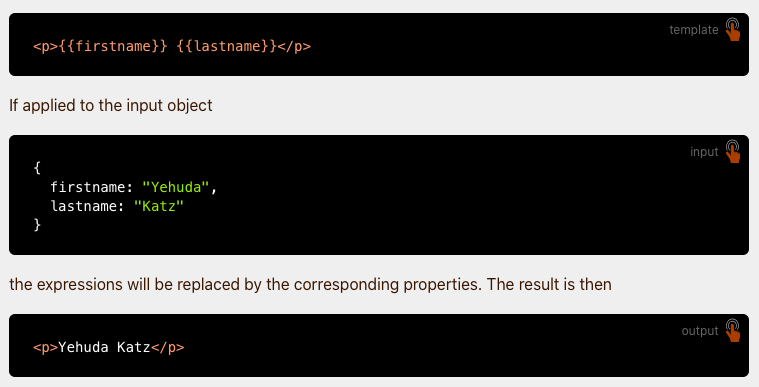 template
<p>{{firstname}} {{lastname}}</p>
If applied to the input object
input
{
  firstname: "Yehuda",
  lastname: "Katz"
}
the expressions will be replaced by the corresponding properties. The result is then
output
<p>Yehuda Katz</p>